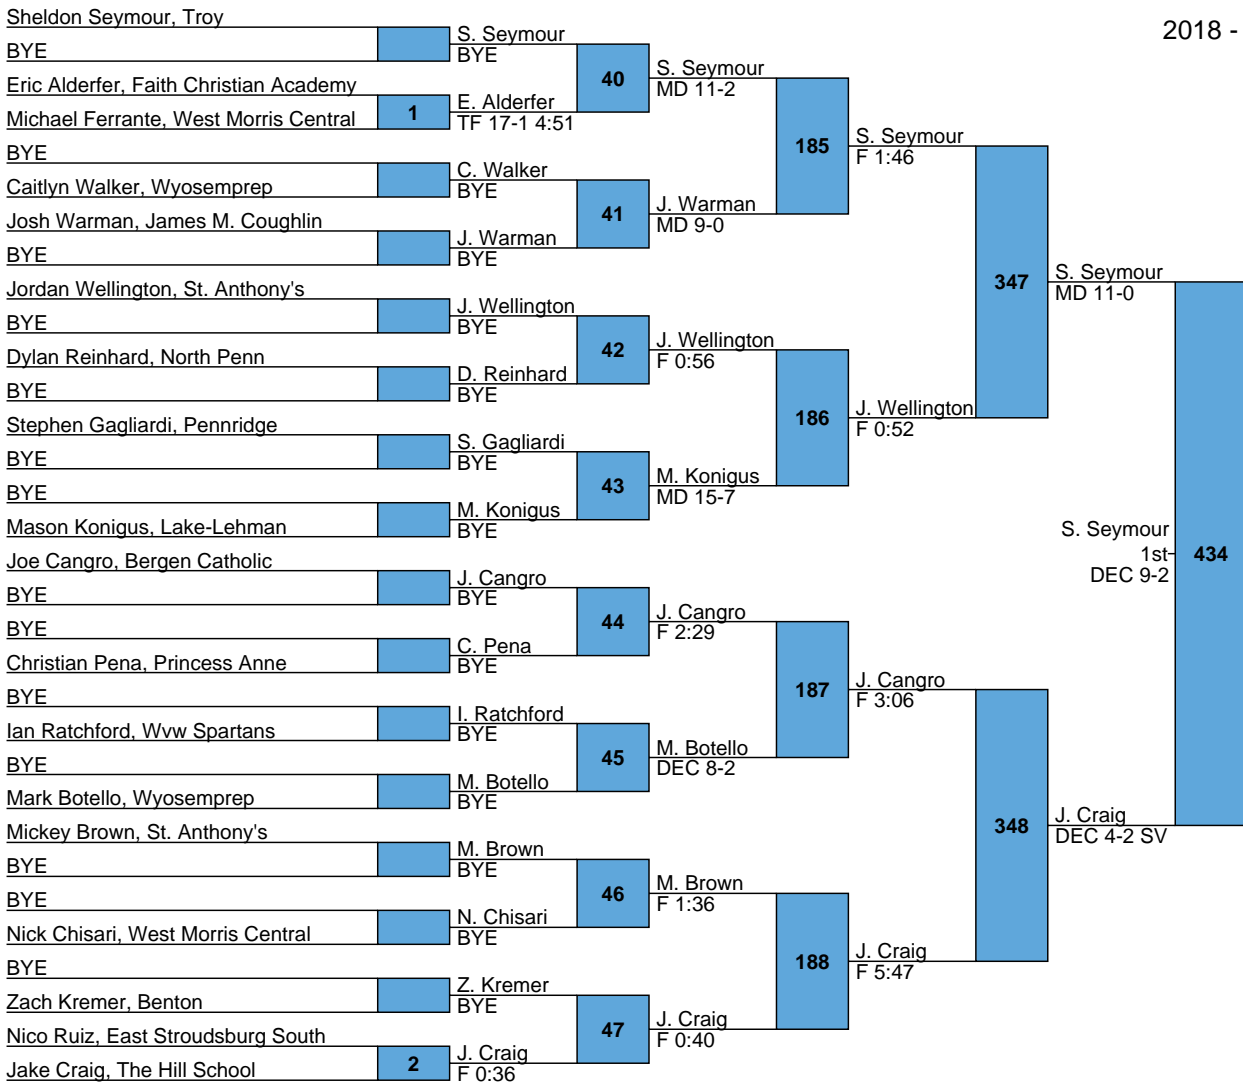 2018 -
Sheldon Seymour, Troy
BYE
Eric Alderfer, Faith Christian Academy
Michael Ferrante, West Morris Central
BYE
Caitlyn Walker, Wyosemprep
Josh Warman, James M. Coughlin
BYE
Jordan Wellington, St. Anthony's
BYE
Dylan Reinhard, North Penn
BYE
Stephen Gagliardi, Pennridge
BYE
BYE
Mason Konigus, Lake-Lehman
Joe Cangro, Bergen Catholic
BYE
BYE
Christian Pena, Princess Anne
BYE
Ian Ratchford, Wvw Spartans
BYE
Mark Botello, Wyosemprep
Mickey Brown, St. Anthony's
BYE
BYE
Nick Chisari, West Morris Central
BYE
Zach Kremer, Benton
Nico Ruiz, East Stroudsburg South
Jake Craig, The Hill School
1
2
S. Seymour
BYE
E. Alderfer
TF 17-1 4:51
C. Walker
BYE
J. Warman
BYE
J. Wellington
BYE
D. Reinhard
BYE
S. Gagliardi
BYE
M. Konigus
BYE
J. Cangro
BYE
C. Pena
BYE
I. Ratchford
BYE
M. Botello
BYE
M. Brown
BYE
N. Chisari
BYE
Z. Kremer
BYE
J. Craig
F 0:36
40
41
42
43
44
45
46
47
S. Seymour
MD 11-2
J. Warman
MD 9-0
J. Wellington
F 0:56
M. Konigus
MD 15-7
J. Cangro
F 2:29
M. Botello
DEC 8-2
M. Brown
F 1:36
J. Craig
F 0:40
185
186
187
188
S. Seymour
F 1:46
J. Wellington
F 0:52
J. Cangro
F 3:06
J. Craig
F 5:47
347
348
S. Seymour
MD 11-0
J. Craig
DEC 4-2 SV
S. Seymour
1st
DEC 9-2
434